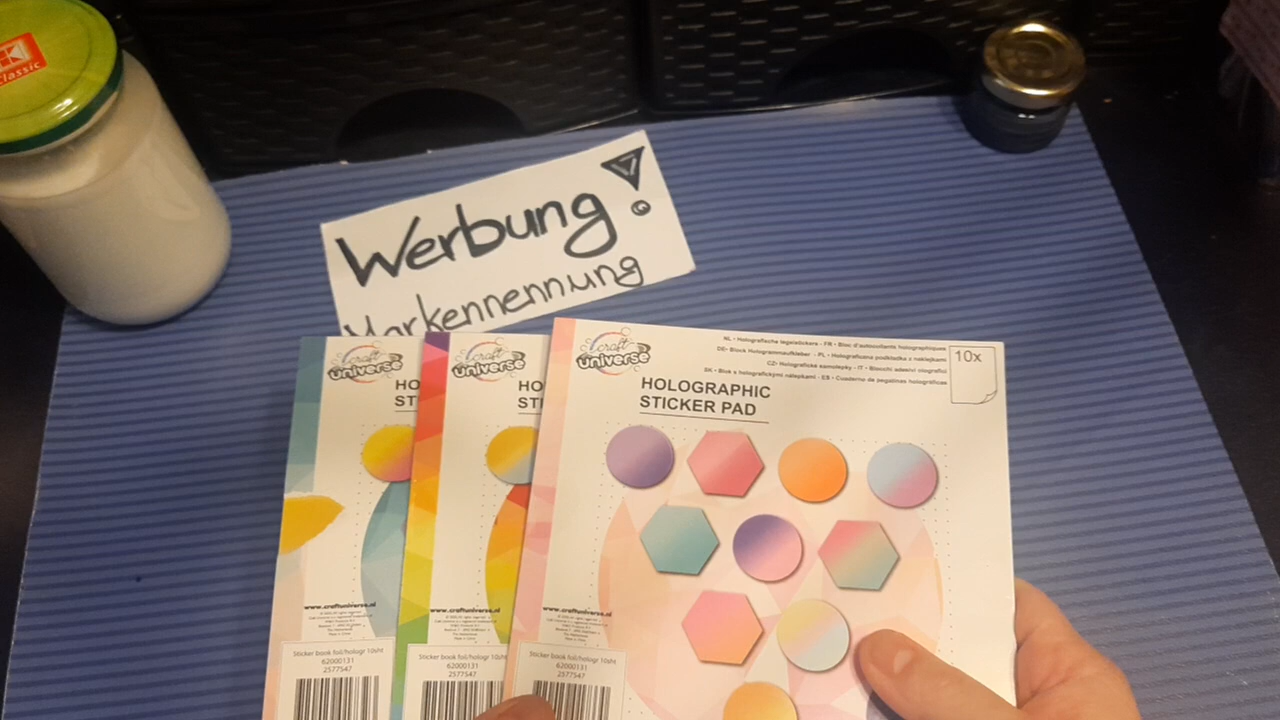 K
classic
Werbung!
Markennennung
craft
universe
HO
ST
craft
universe
HO
ST
craft
universe
HOLOGRAPHIC
STICKER PAD
NL • Holografische tegelstickers - FR • Bloc d'autocollants holographiques
DE• Block Hologrammaufkleber - PL • Holograficzna podkładka z naklejkami
CZ• Holografické samolepky - IT • Blocchi adesivi olografici
SK • Blok s holografickými nálepkami - ES • Cuaderno de pegatinas holográficas
10x
www.craftuniverse.nl
Sticker book foil/hologr 10sht
62000131
2577547
www.craftuniverse.nl
Sticker book foil/hologr 10sht
62000131
2577547
www.craftuniverse.nl
Sticker book foil/hologr 10sht
62000131
2577547